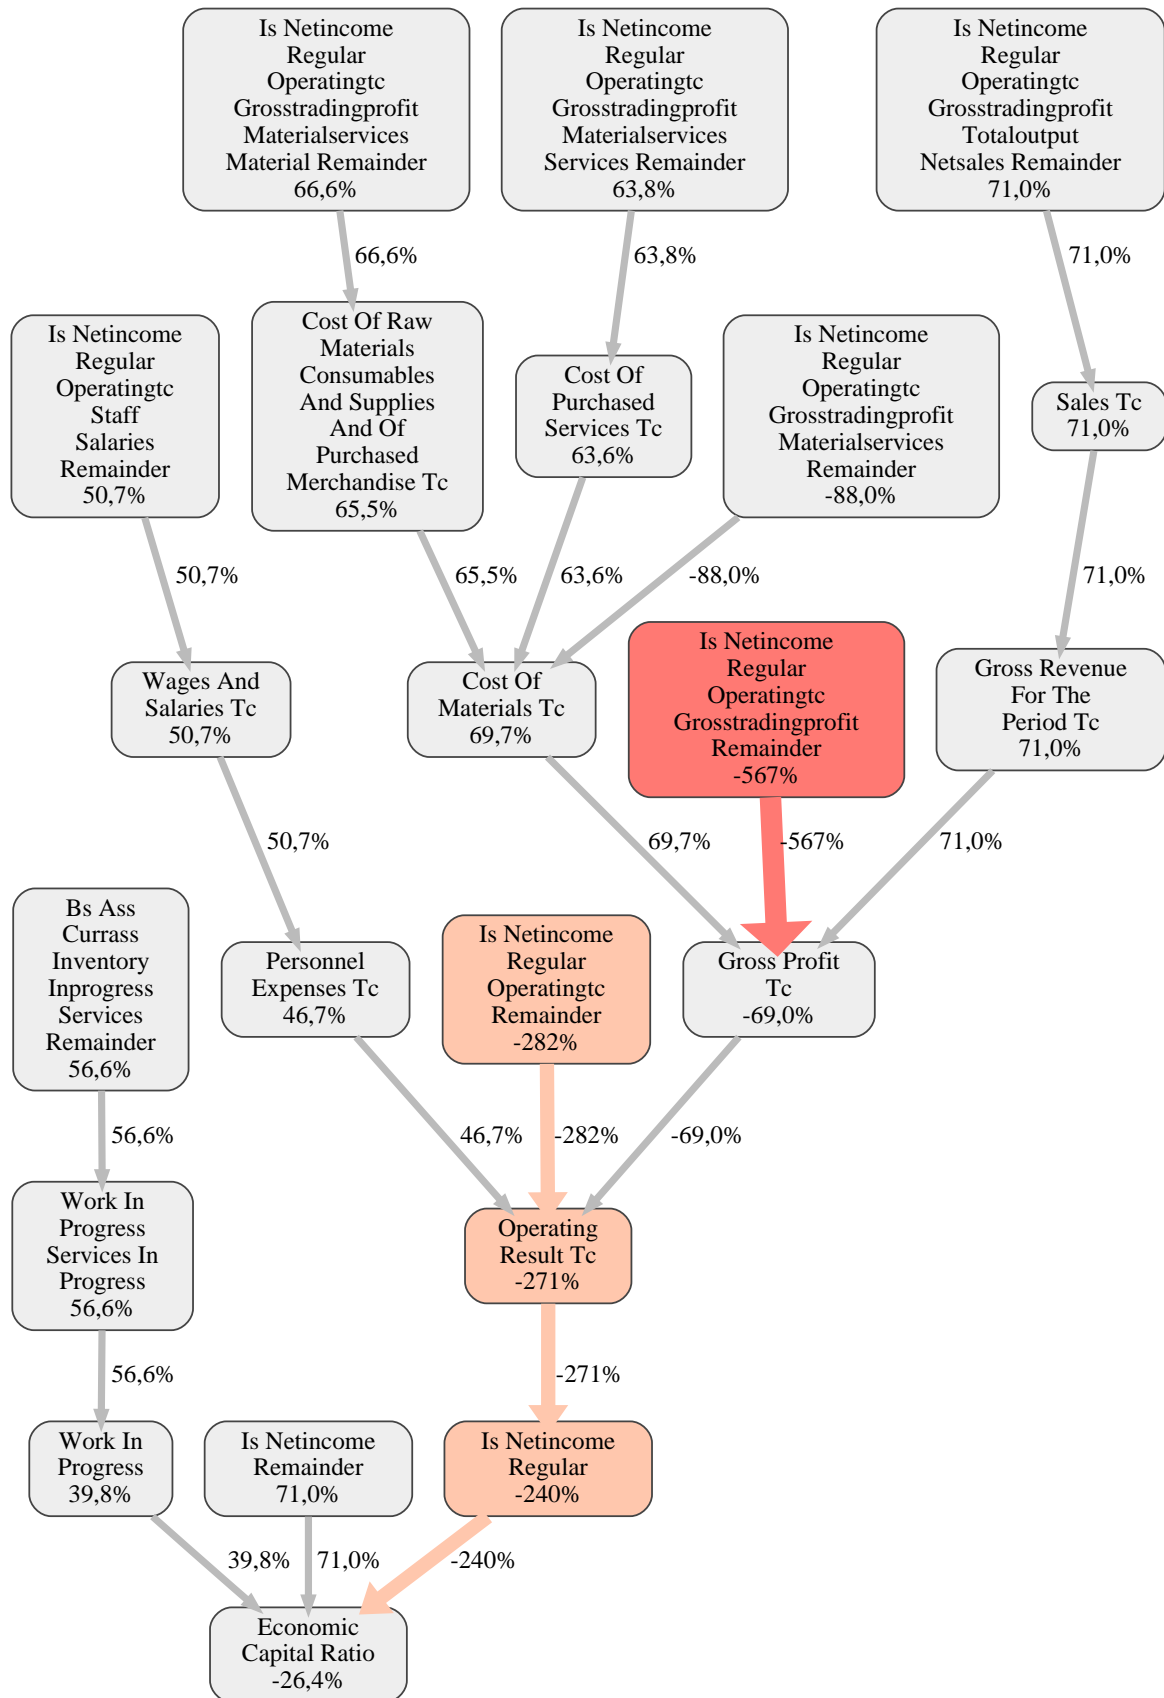 Is Netincome
Regular
Operatingtc
Grosstradingprofit
Materialservices
Material Remainder
66,6%
Is Netincome
Regular
Operatingtc
Grosstradingprofit
Materialservices
Services Remainder
63,8%
Is Netincome
Regular
Operatingtc
Grosstradingprofit
Totaloutput
Netsales Remainder
71,0%
66,6%
63,8%
71,0%
Is Netincome
Regular
Operatingtc
Staff
Salaries
Remainder
50,7%
Cost Of Raw
Materials
Consumables
And Supplies
And Of
Purchased
Merchandise Tc
65,5%
Cost Of
Purchased
Services Tc
63,6%
Is Netincome
Regular
Operatingtc
Grosstradingprofit
Materialservices
Remainder
-88,0%
Sales Tc
71,0%
50,7%
65,5%
63,6%
-88,0%
71,0%
Wages And
Salaries Tc
50,7%
Cost Of
Materials Tc
69,7%
Is Netincome
Regular
Operatingtc
Grosstradingprofit
Remainder
-567%
Gross Revenue
For The
Period Tc
71,0%
50,7%
69,7%
-567%
71,0%
Bs Ass
Currass
Inventory
Inprogress
Services
Remainder
56,6%
Personnel
Expenses Tc
46,7%
Is Netincome
Regular
Operatingtc
Remainder
-282%
Gross Profit
Tc
-69,0%
56,6%
46,7%
-282%
-69,0%
Work In
Progress
Services In
Progress
56,6%
Operating
Result Tc
-271%
56,6%
-271%
Work In
Progress
39,8%
Is Netincome
Remainder
71,0%
Is Netincome
Regular
-240%
39,8%
71,0%
-240%
Economic
Capital Ratio
-26,4%